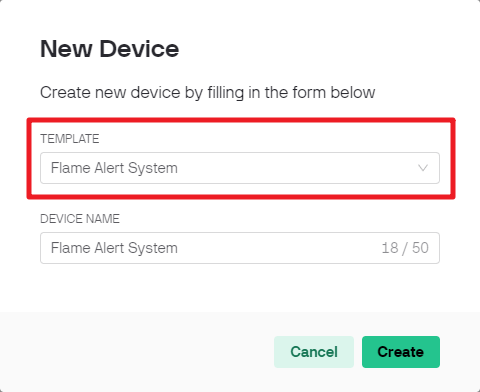 New Device
Create new device by filling in the form below
TEMPLATE
Flame Alert System
DEVICE NAME
Flame Alert System 18 / 50
Cancel Create